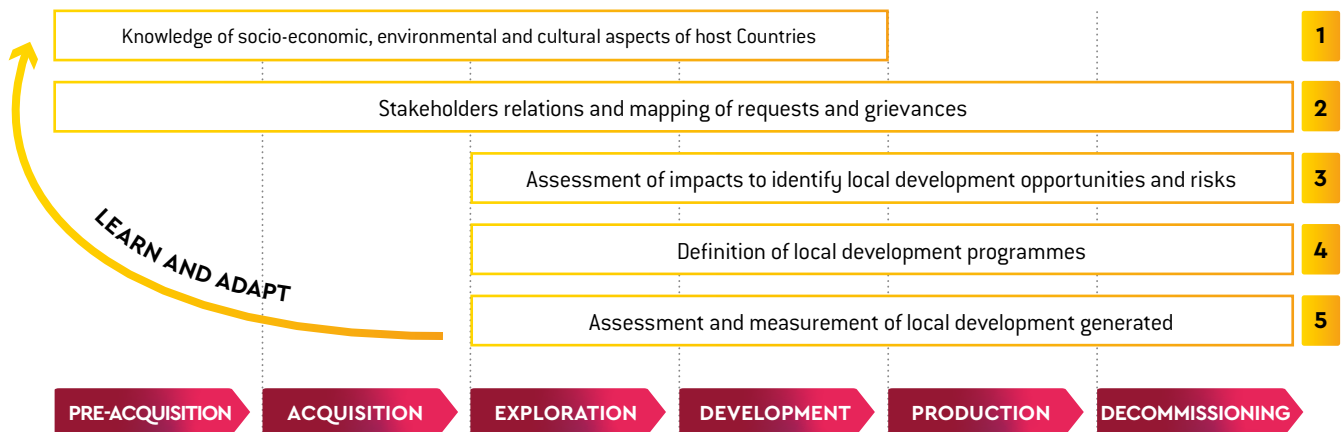 Knowledge of socio-economic, environmental and cultural aspects of host Countries
1
Stakeholders relations and mapping of requests and grievances
2
Assessment of impacts to identify local development opportunities and risks
3
Definition of local development programmes
4
Assessment and measurement of local development generated
5
LEARN AND ADAPT
PRE-ACQUISITION
ACQUISITION
EXPLORATION
DEVELOPMENT
PRODUCTION
DECOMMISSIONING